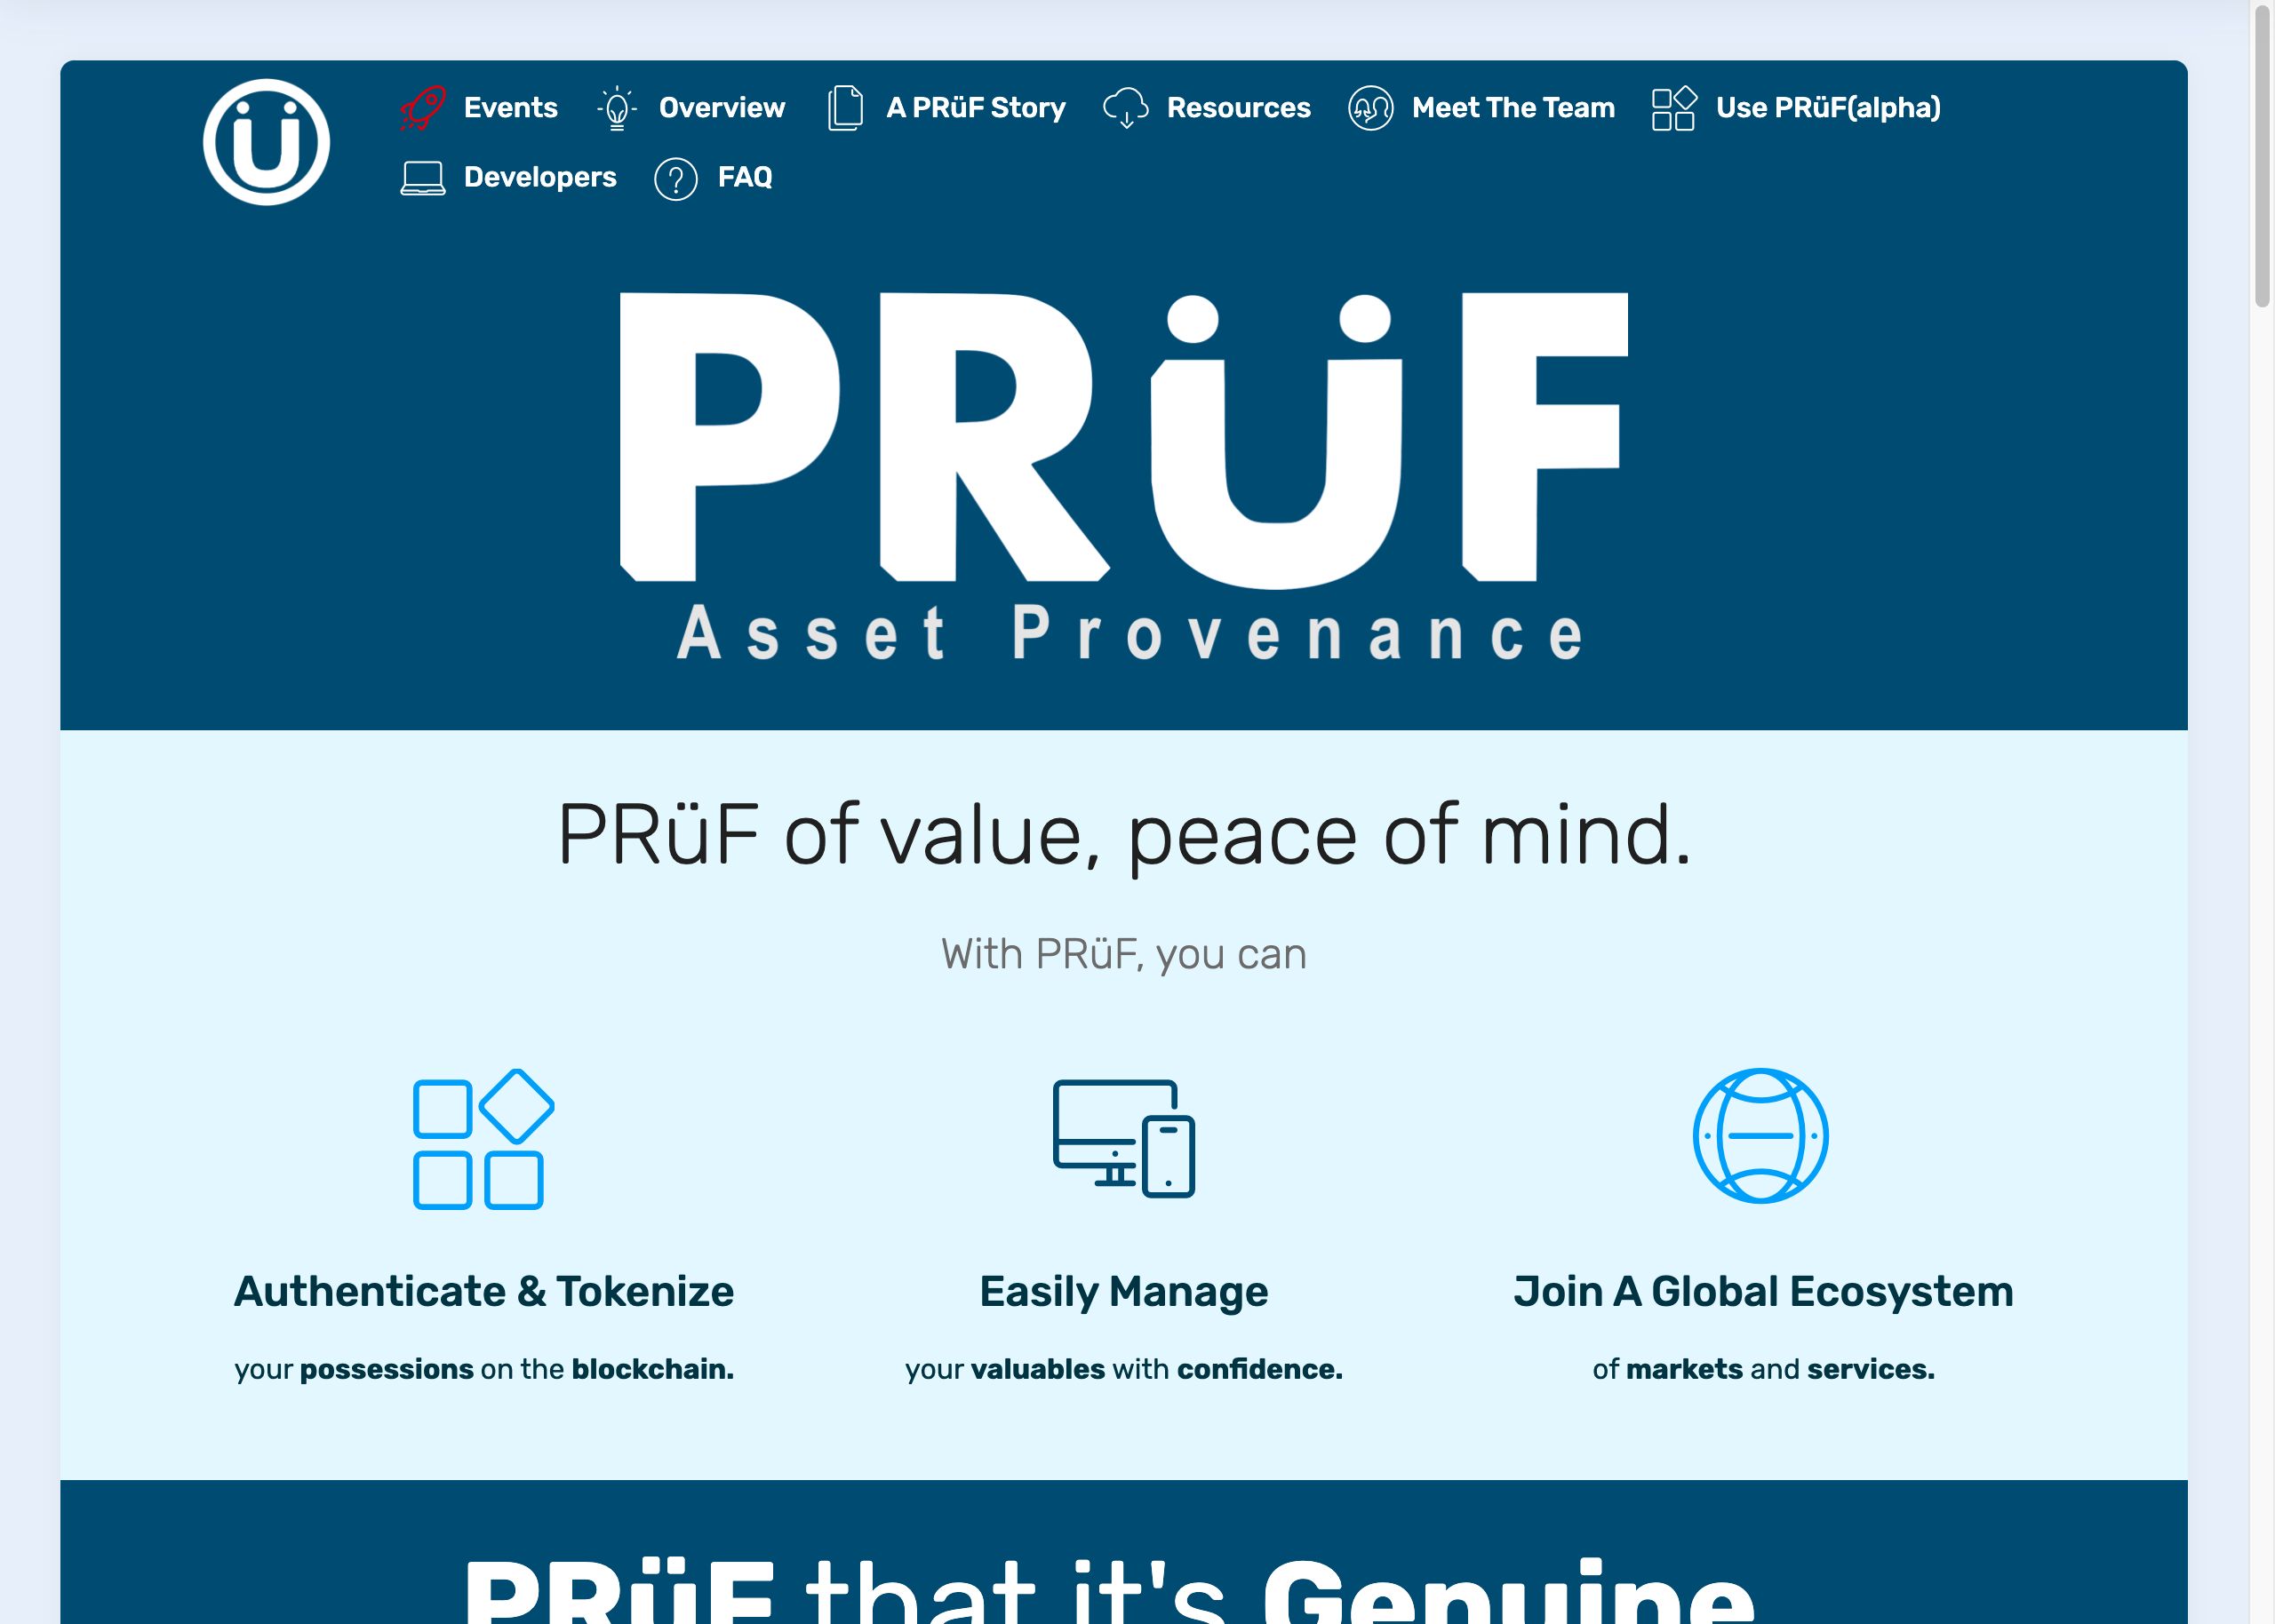 Ü
Events Overview A PRüF Story Resources Meet The Team Use PRüF(alpha)
Developers FAQ
PRÜF
Asset Provenance
PRüF of value, peace of mind.
With PRüF, you can
Authenticate & Tokenize
your possessions on the blockchain.
Easily Manage
your valuables with confidence.
Join A Global Ecosystem
of markets and services.
PRüF that it's Genuine